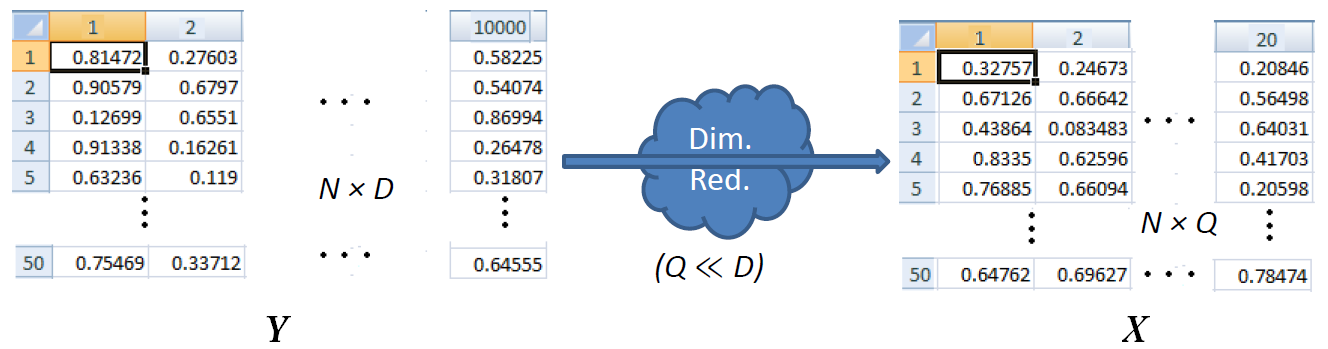 1 2 10000
1 0.81472 0.27603 0.58225
2 0.90579 0.6797 0.54074
3 0.12699 0.6551 • • • 0.86994
4 0.91338 0.16261 0.26478
5 0.63236 0.119 N × D 0.31807
50 0.75469 0.33712 • • • 0.64555
Y
Dim.
Red.
(Q ≪ D)
1 2 20
1 0.32757 0.24673 0.20846
2 0.67126 0.66642 0.56498
3 0.43864 0.083483 • • • 0.64031
4 0.8335 0.62596 0.41703
5 0.76885 0.66094 0.20598
N × Q
50 0.64762 0.69627 • • • 0.78474
X